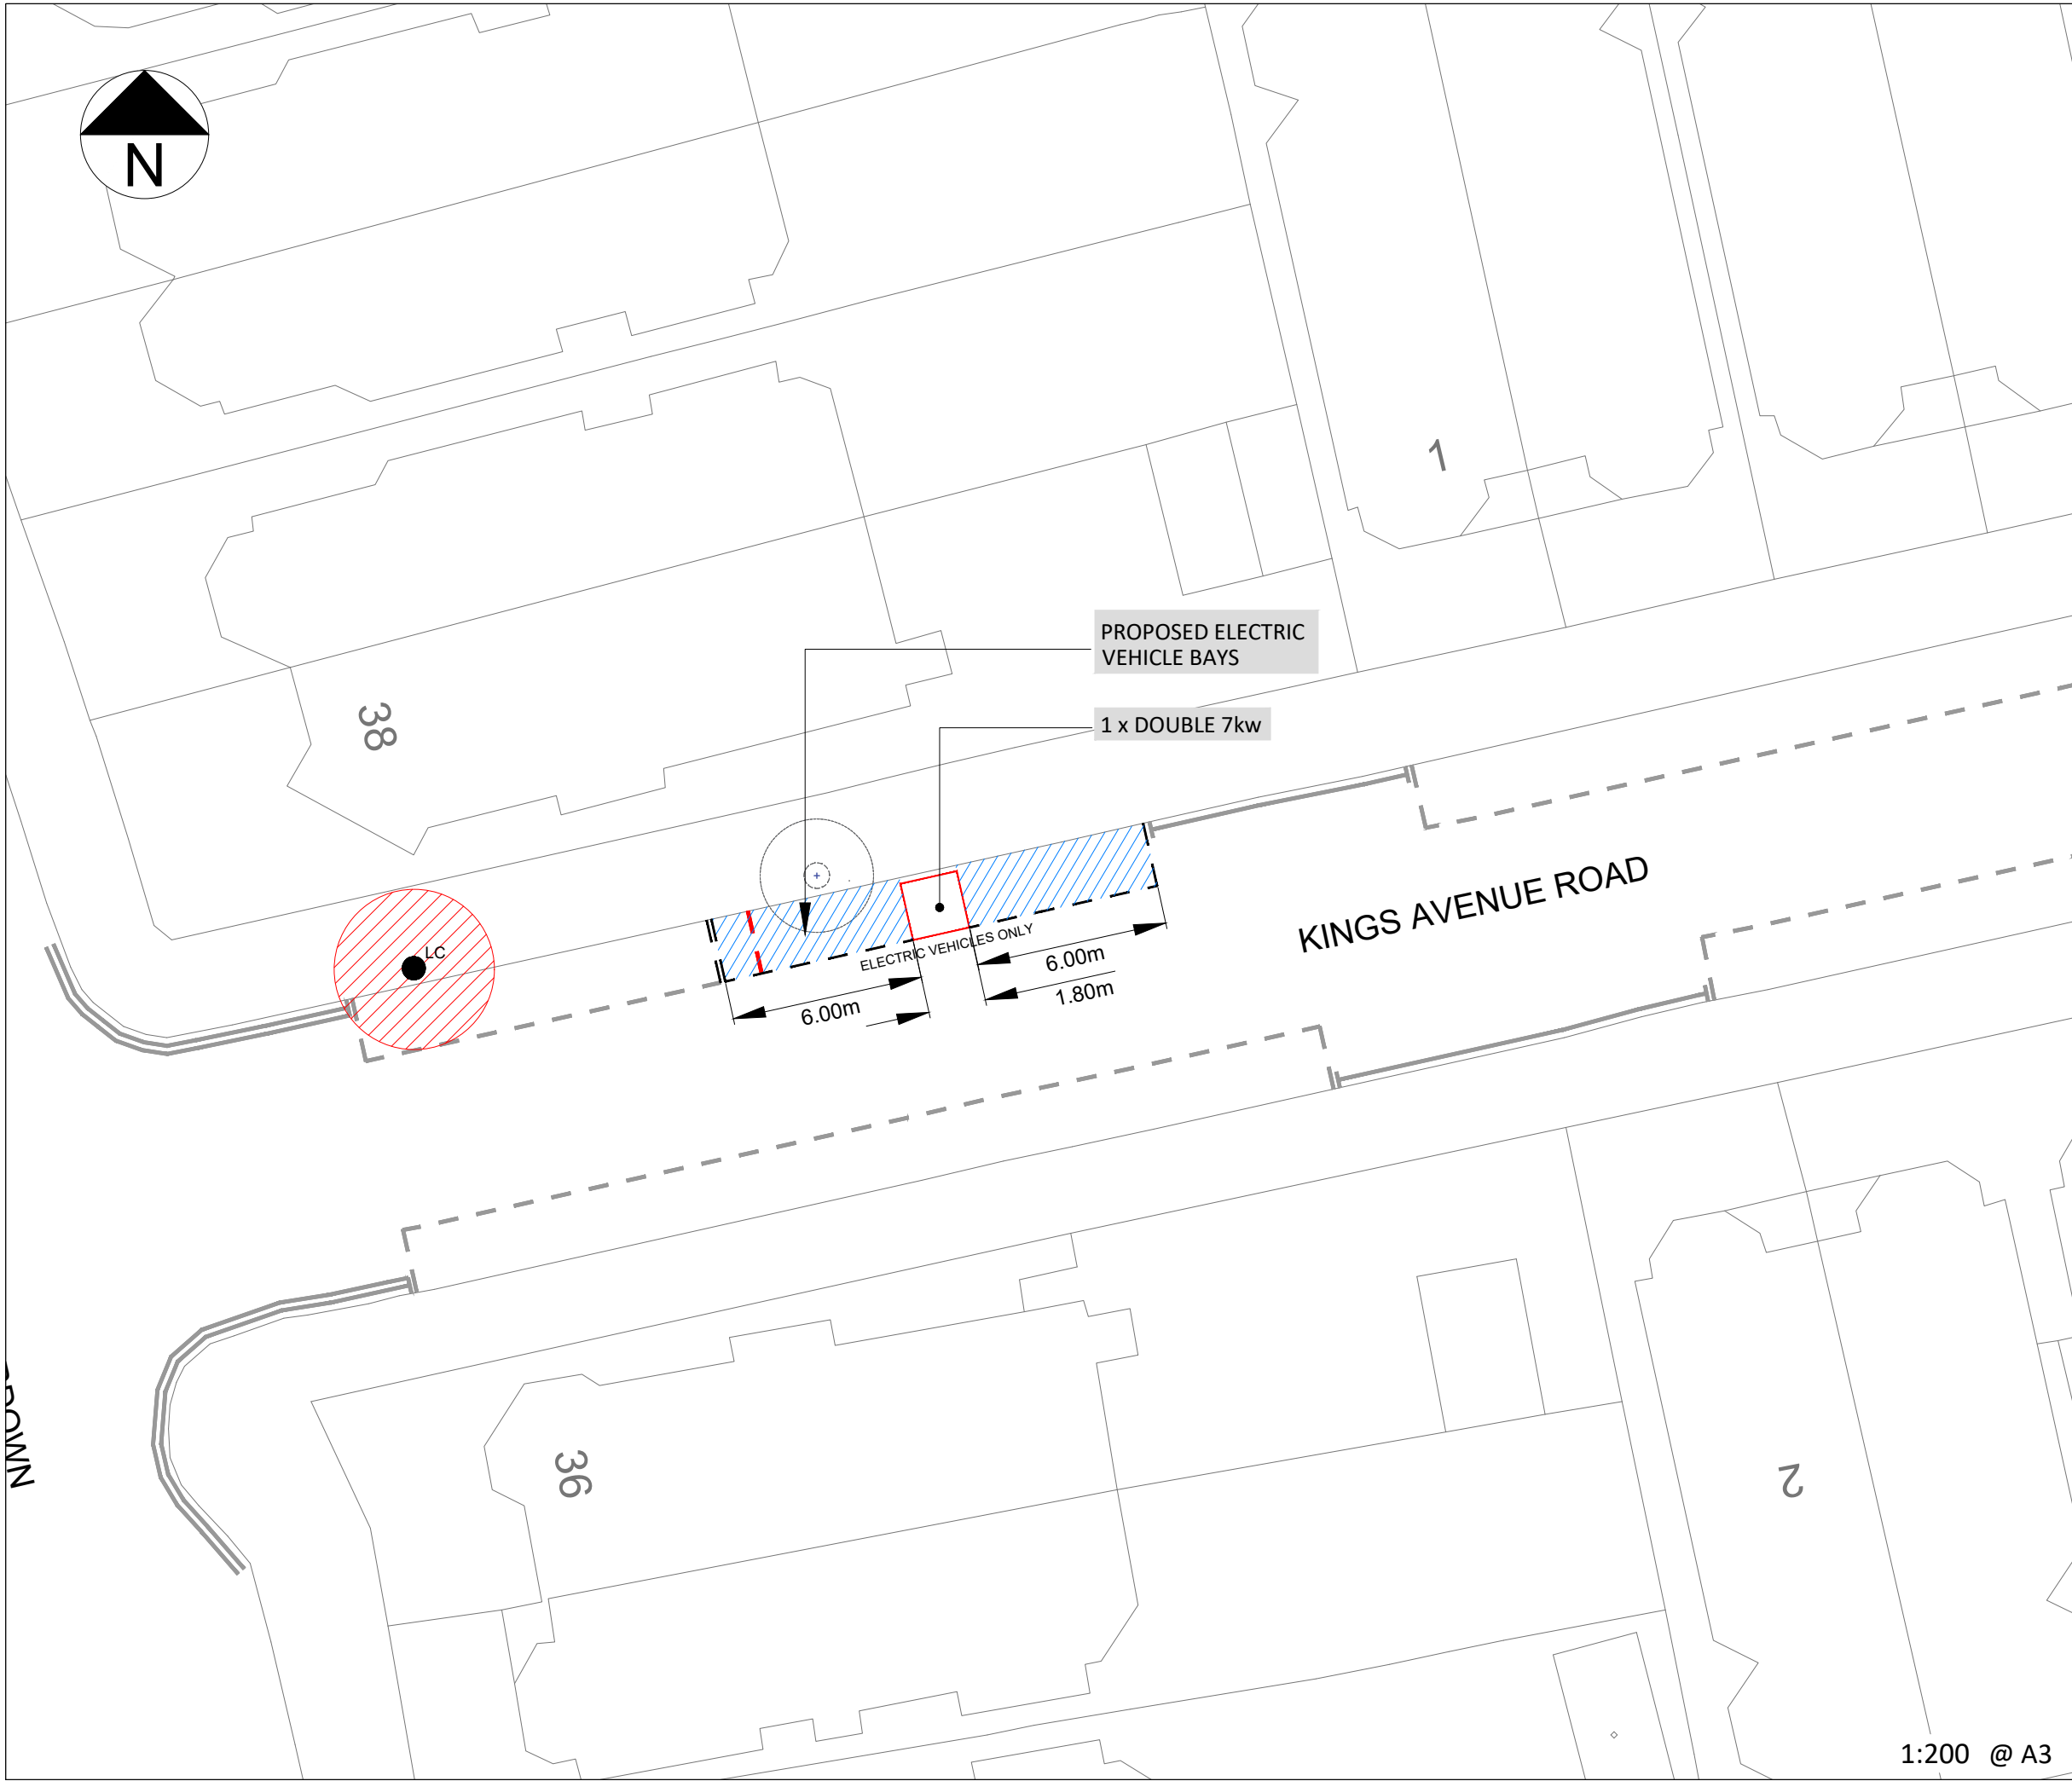 N
1
PROPOSED ELECTRIC
VEHICLE BAYS
38
1 x DOUBLE 7kw
KINGS AVENUE ROAD
LC
ELECTRIC VEHICLES ONLY
6.00m
1.80m
6.00m
36
2
1:200 @ A3